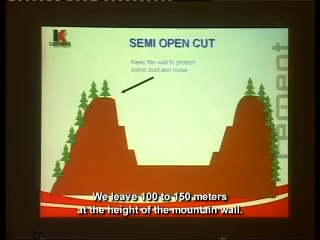 K
cement
SEMI OPEN CUT
Keep the wall to protect
some dust and noise
cement
We leave 100 to 150 meters
at the height of the mountain wall.